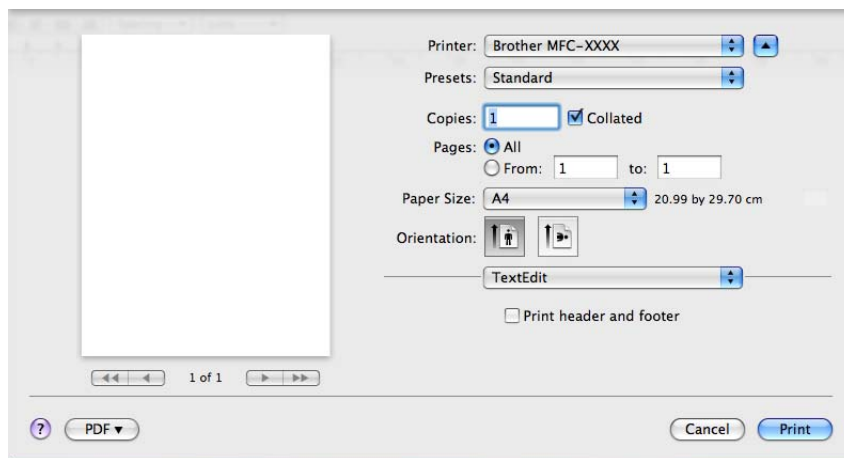 Printer: Brother MFC-XXXX
Presets: Standard
Copies: 1 Collated
Pages: All
From: 1 to: 1
Paper Size: A4 20.99 by 29.70 cm
Orientation:
TextEdit
Print header and footer
1 of 1
? PDF Cancel Print